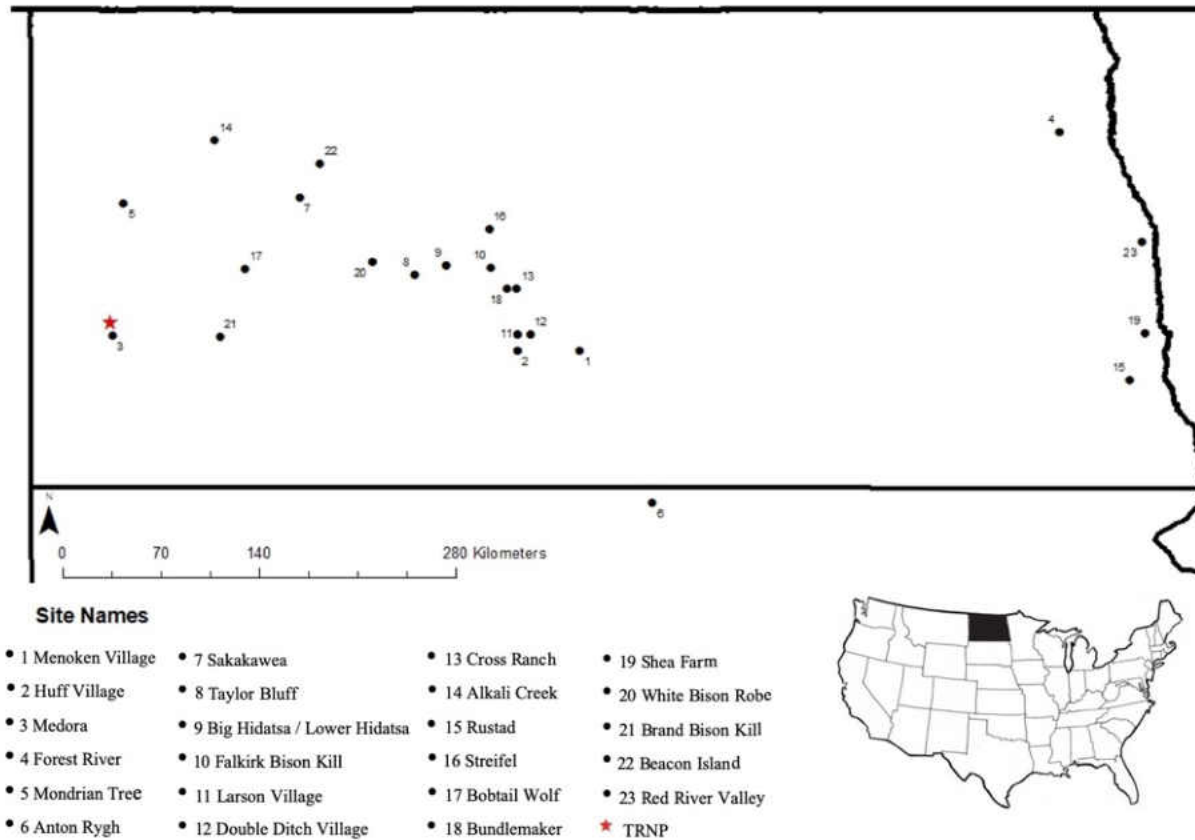 14
4
22
7
5
16
23
17
20
8
9
10
13
18
19
3
21
11
12
2
1
15
N
6
0 70 140 280 Kilometers
Site Names
1 Menoken Village
2 Huff Village
3 Medora
4 Forest River
5 Mondrian Tree
6 Anton Rygh
7 Sakakawea
8 Taylor Bluff
9 Big Hidatsa / Lower Hidatsa
10 Falkirk Bison Kill
11 Larson Village
12 Double Ditch Village
13 Cross Ranch
14 Alkali Creek
15 Rustad
16 Streifel
17 Bobtail Wolf
18 Bundlemaker
19 Shea Farm
20 White Bison Robe
21 Brand Bison Kill
22 Beacon Island
23 Red River Valley
TRNP